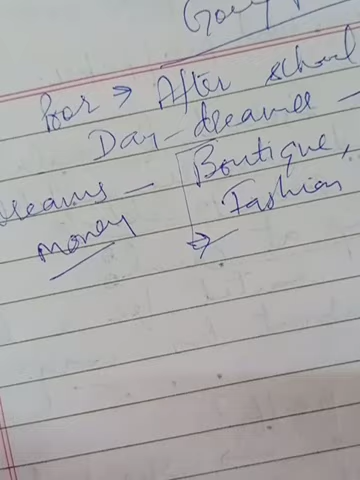 Poor → After school
Day-dreamer -
dreams - Boutique,
money Fashion
→